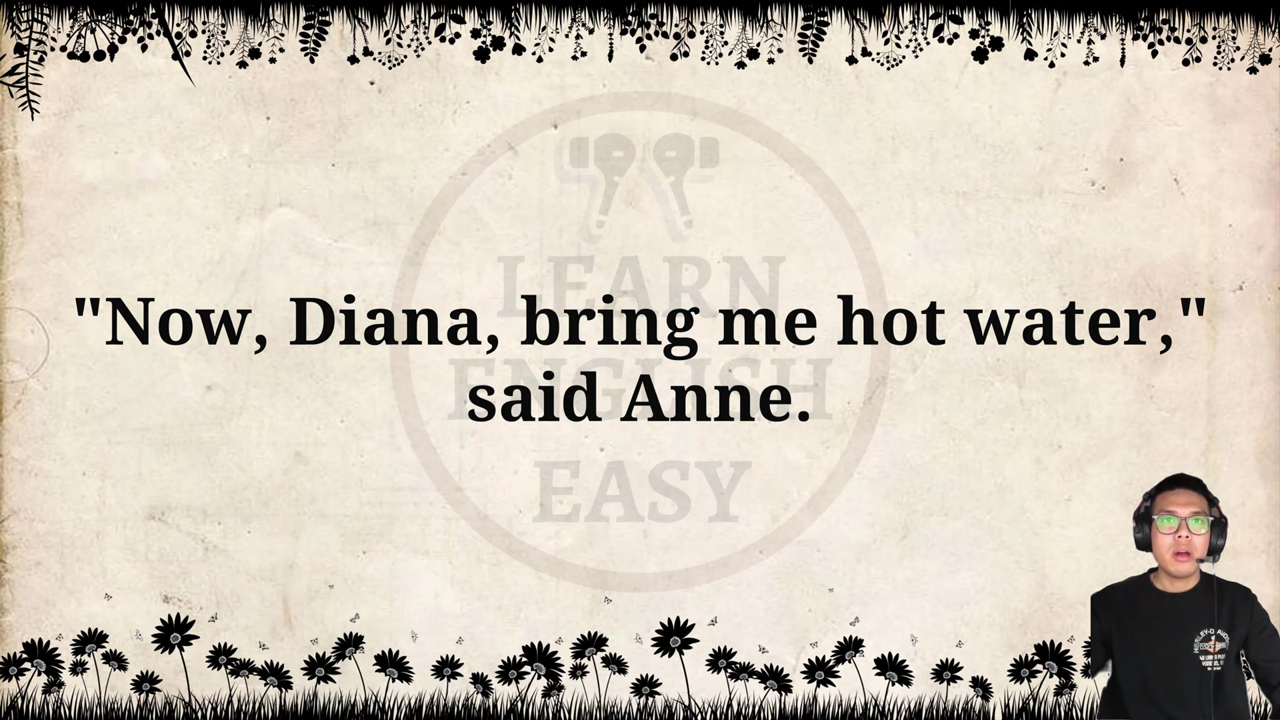 "Now, Diana, bring me hot water,"
said Anne.
LEARN
ENGLISH
EASY